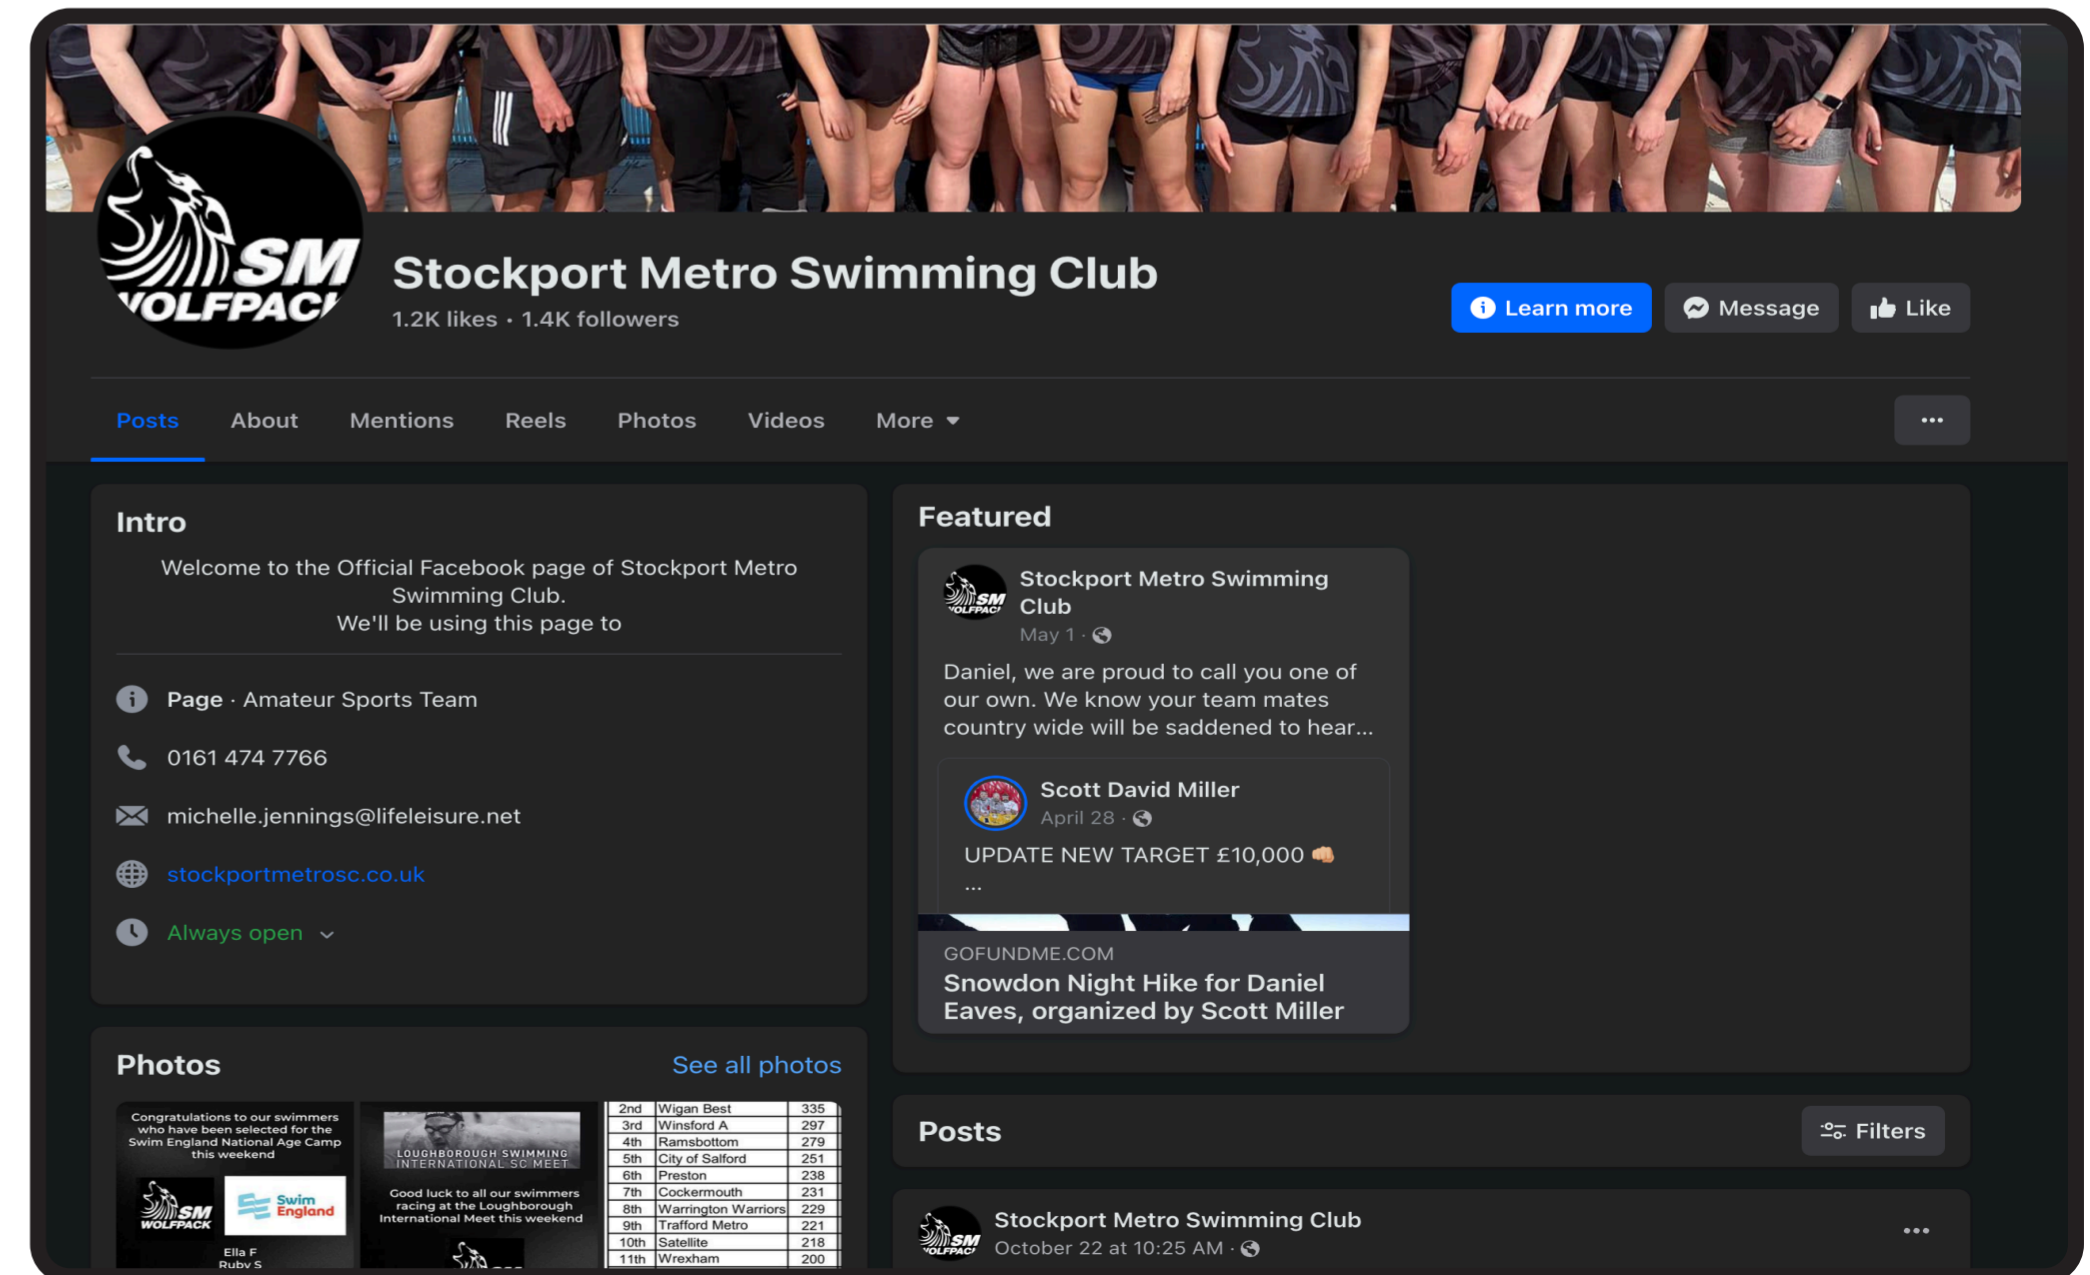 SM
WOLFPACK
Stockport Metro Swimming Club
1.2K likes · 1.4K followers
Learn more
Message
Like
Posts
About
Mentions
Reels
Photos
Videos
More
Intro
Welcome to the Official Facebook page of Stockport Metro
Swimming Club.
We'll be using this page to
Page · Amateur Sports Team
0161 474 7766
michelle.jennings@lifeleisure.net
stockportmetrosc.co.uk
Always open
Photos
See all photos
Congratulations to our swimmers
who have been selected for the
Swim England National Age Camp
this weekend
SM
WOLFPACK
Swim
England
Ella F
Ruby S
LOUGHBOROUGH SWIMMING
INTERNATIONAL SC MEET
Good luck to all our swimmers
racing at the Loughborough
International Meet this weekend
SM
2nd Wigan Best 335
3rd Winsford A 297
4th Ramsbottom 279
5th City of Salford 251
6th Preston 238
7th Cockermouth 231
8th Warrington Warriors 229
9th Trafford Metro 221
10th Satellite 218
11th Wrexham 200
Featured
SM
WOLFPACK
Stockport Metro Swimming
Club
May 1 ·
Daniel, we are proud to call you one of
our own. We know your team mates
country wide will be saddened to hear...
Scott David Miller
April 28 ·
UPDATE NEW TARGET £10,000 👊🏼
...
GOFUNDME.COM
Snowdon Night Hike for Daniel
Eaves, organized by Scott Miller
Posts
Filters
SM
WOLFPACK
Stockport Metro Swimming Club
October 22 at 10:25 AM ·